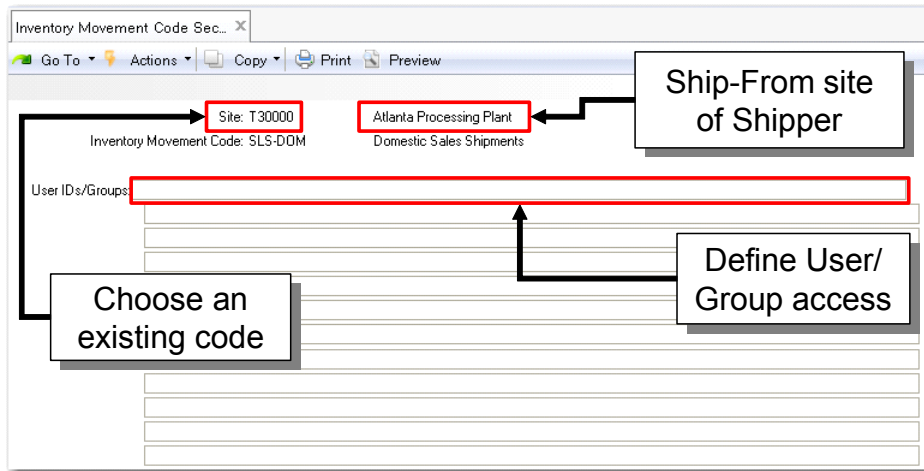 Inventory Movement Code Sec...
Go To Actions Copy Print Preview
Ship-From site
of Shipper
Site: T30000 Atlanta Processing Plant
Inventory Movement Code: SLS-DOM Domestic Sales Shipments
User IDs/Groups:
Define User/
Group access
Choose an
existing code